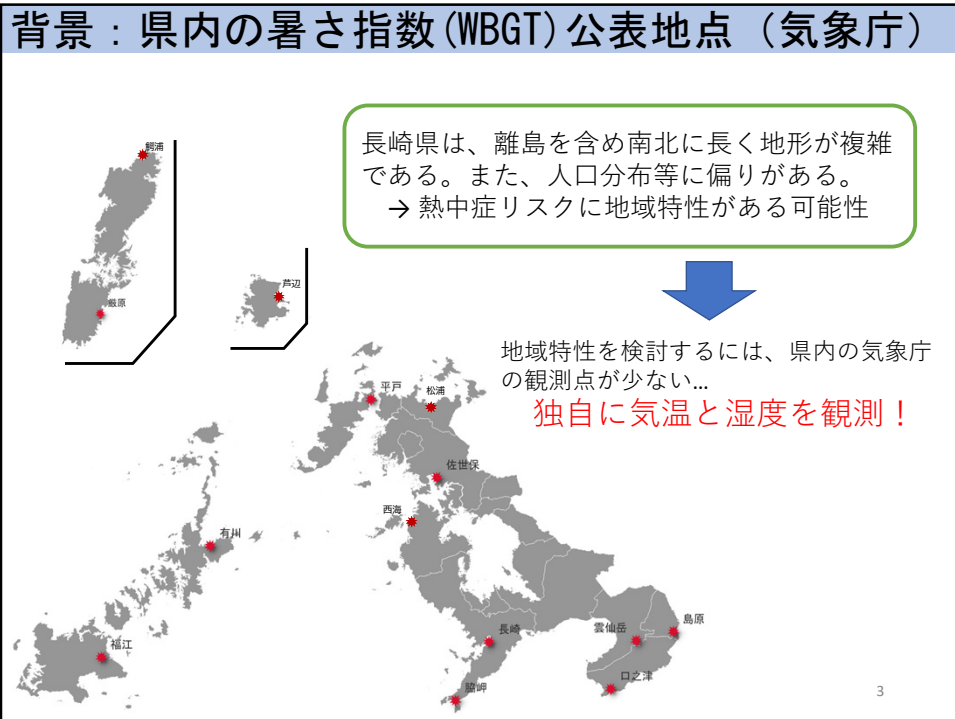 背景：県内の暑さ指数(WBGT)公表地点（気象庁）
長崎県は、離島を含め南北に長く地形が複雑
である。また、人口分布等に偏りがある。
→ 熱中症リスクに地域特性がある可能性
地域特性を検討するには、県内の気象庁
の観測点が少ない…
独自に気温と湿度を観測！
鰐浦
厳原
芦辺
平戸
松浦
佐世保
西海
有川
福江
長崎
脇岬
雲仙岳
島原
口之津
3